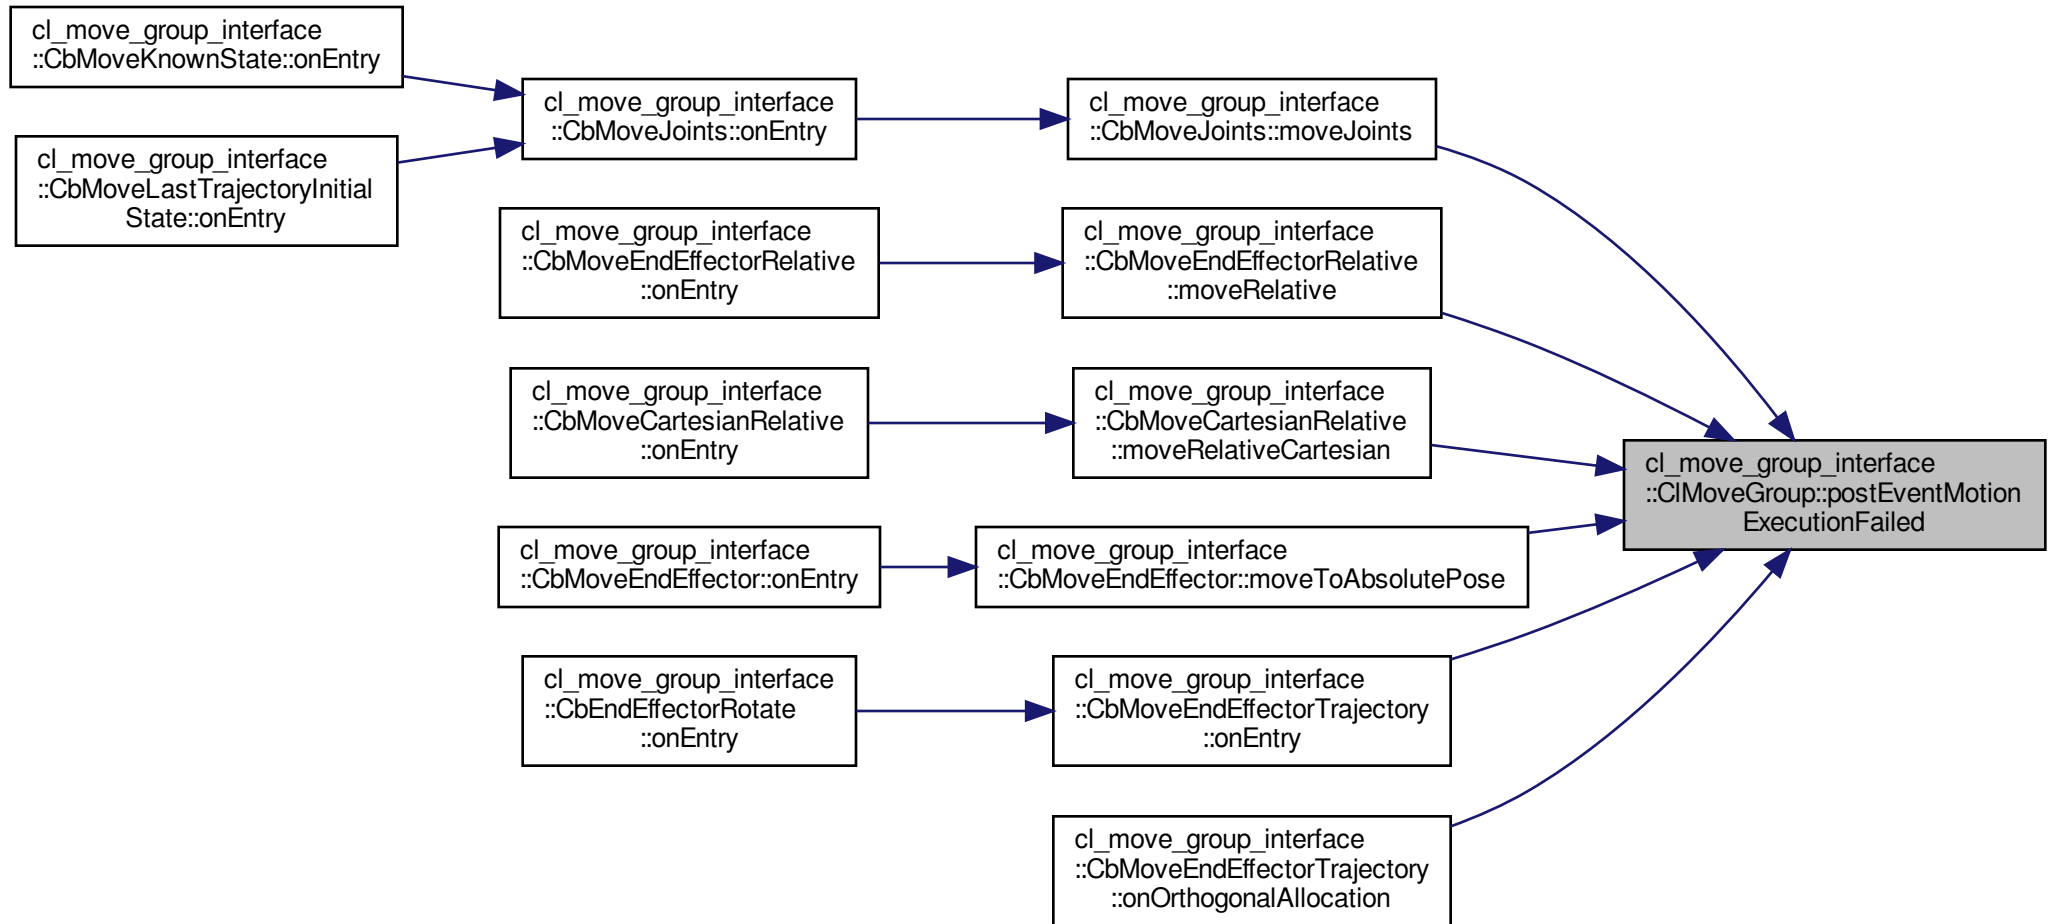 cl_move_group_interface
::CbMoveKnownState::onEntry
cl_move_group_interface
::CbMoveLastTrajectoryInitial
State::onEntry
cl_move_group_interface
::CbMoveJoints::onEntry
cl_move_group_interface
::CbMoveJoints::moveJoints
cl_move_group_interface
::CbMoveEndEffectorRelative
::onEntry
cl_move_group_interface
::CbMoveEndEffectorRelative
::moveRelative
cl_move_group_interface
::CbMoveCartesianRelative
::onEntry
cl_move_group_interface
::CbMoveCartesianRelative
::moveRelativeCartesian
cl_move_group_interface
::ClMoveGroup::postEventMotion
ExecutionFailed
cl_move_group_interface
::CbMoveEndEffector::onEntry
cl_move_group_interface
::CbMoveEndEffector::moveToAbsolutePose
cl_move_group_interface
::CbEndEffectorRotate
::onEntry
cl_move_group_interface
::CbMoveEndEffectorTrajectory
::onEntry
cl_move_group_interface
::CbMoveEndEffectorTrajectory
::onOrthogonalAllocation